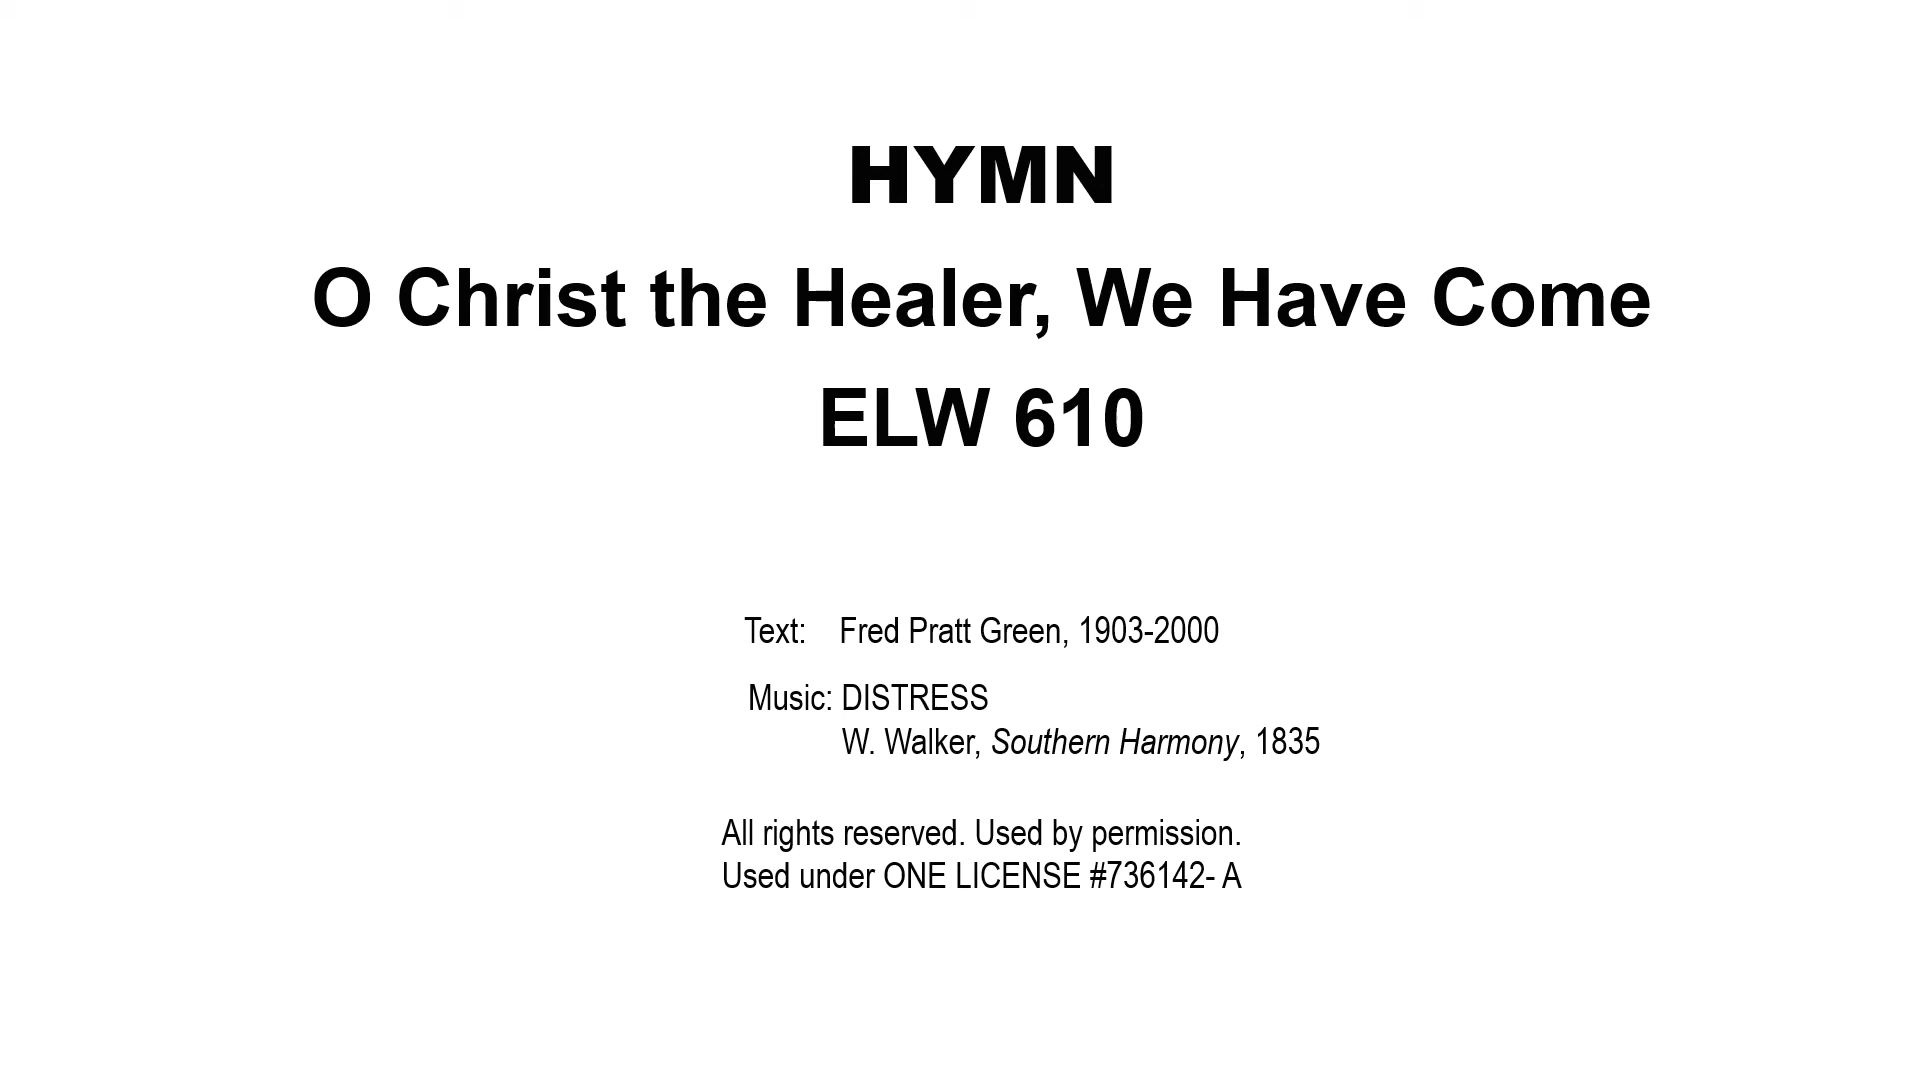 HYMN
O Christ the Healer, We Have Come
ELW 610
Text: Fred Pratt Green, 1903-2000
Music: DISTRESS
W. Walker, Southern Harmony, 1835
All rights reserved. Used by permission.
Used under ONE LICENSE #736142- A